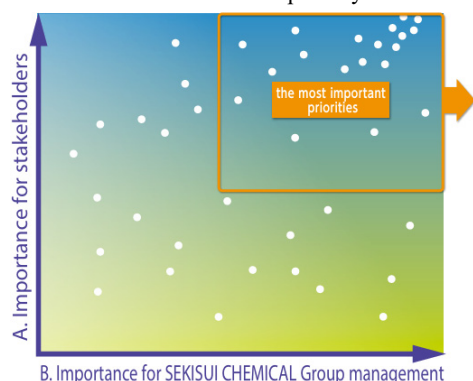 the most important
priorities
A. Importance for stakeholders
B. Importance for SEKISUI CHEMICAL Group management